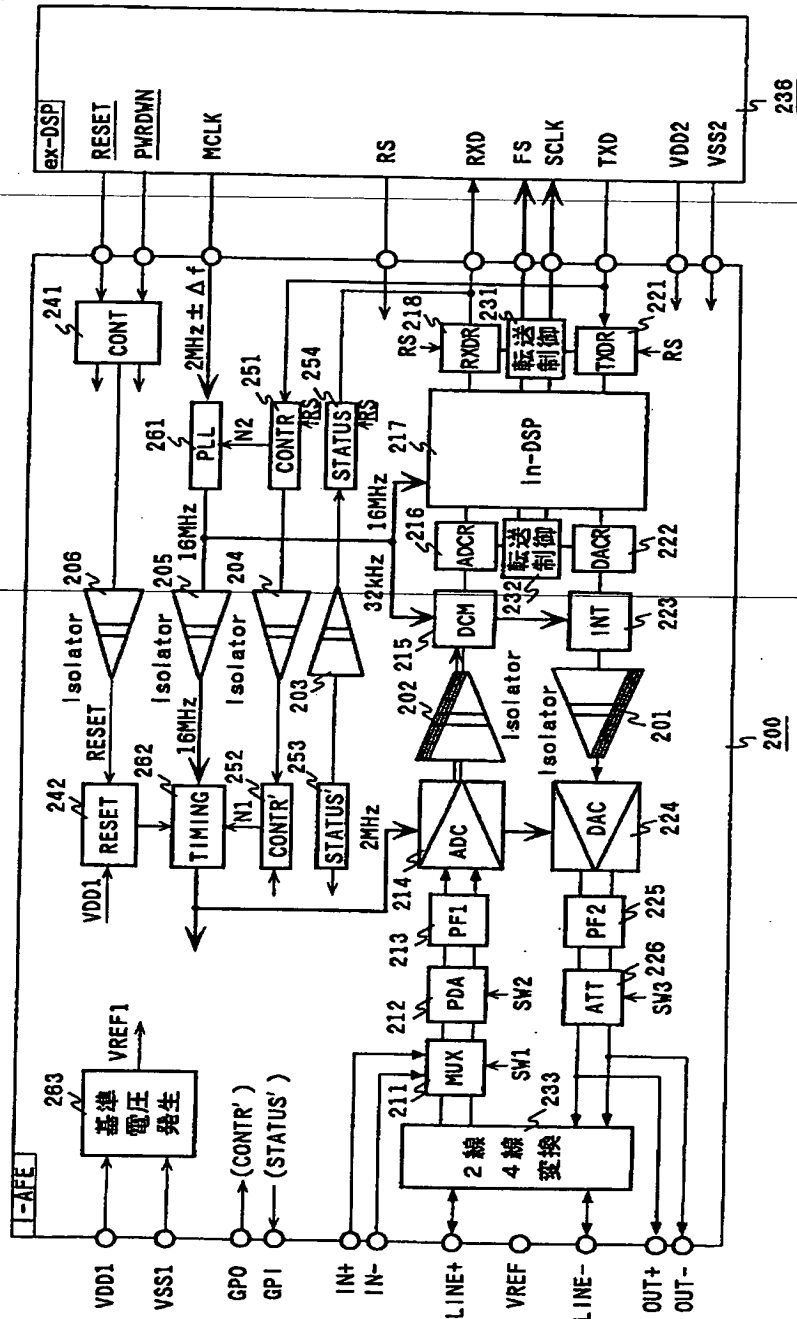 I-AFE
VDD1
VSS1
GPO
GPI
IN+
IN-
LINE+
VREF
LINE-
OUT+
OUT-
263
基準
電圧
発生
VREF1
(CONTR')
(STATUS')
2線
4線
変換
233
MUX
211
SW1
PDA
212
SW2
PF1
213
ADC
214
DAC
224
PF2
225
ATT
226
SW3
VDD1
242
RESET
RESET
262
TIMING
16MHz
N1
252
CONTR'
253
STATUS'
2MHz
Isolator
206
Isolator
205
Isolator
204
203
Isolator
202
Isolator
201
200
16MHz
32kHz
16MHz
DCM
215
INT
223
ADCR
216
転送
制御
232
DACR
222
In-DSP
217
241
CONT
PLL
261
2MHz±Δf
N2
CONTR
251
RS
STATUS
254
RS
RS
218
RXDR
231
転送
制御
TXDR
221
RS
ex-DSP
RESET
PWRDWN
MCLK
RS
RXD
FS
SCLK
TXD
VDD2
VSS2
236